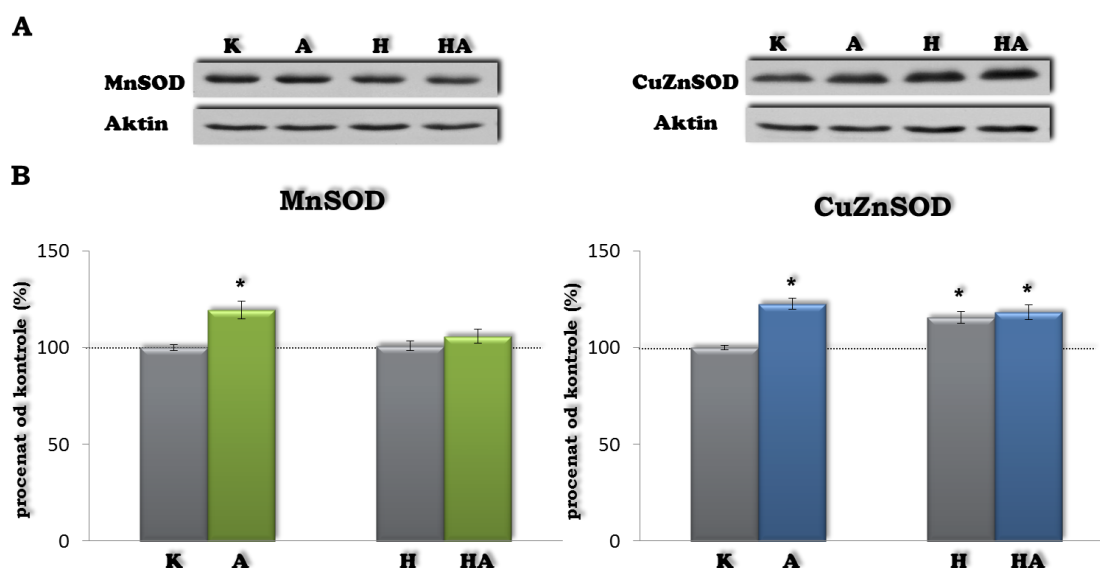 A
K A H HA
MnSOD
Aktin
K A H HA
CuZnSOD
Aktin
B
MnSOD
procenat od kontrole (%)
150
100
50
0
*
K A H HA
CuZnSOD
procenat od kontrole (%)
150
100
50
0
* * *
K A H HA